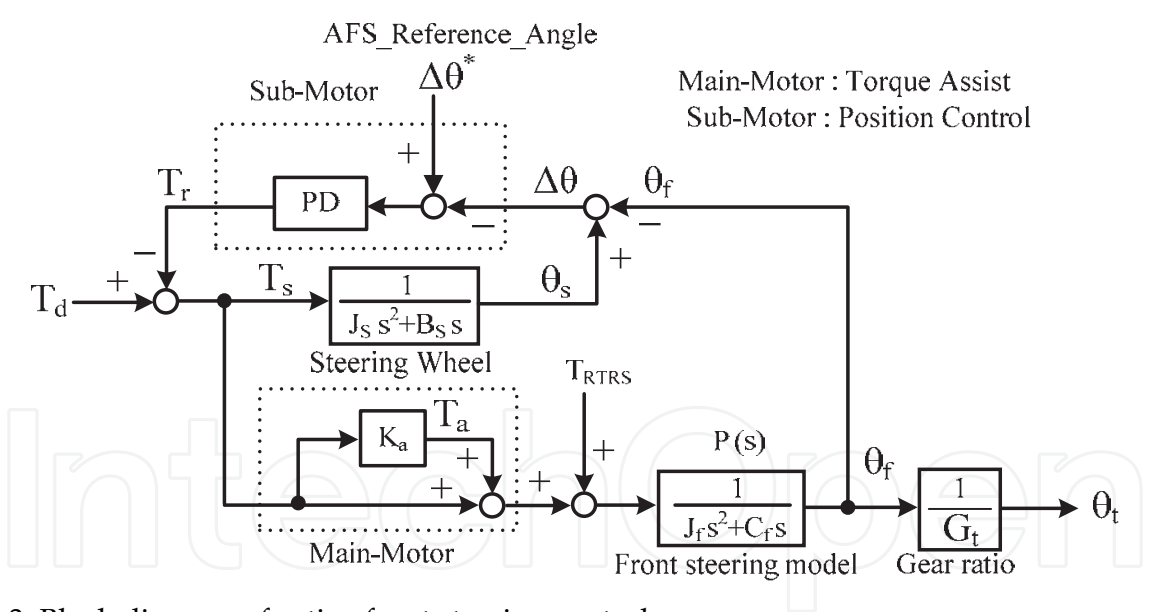 AFS_Reference_Angle
Δθ*
Sub-Motor
Main-Motor : Torque Assist
Sub-Motor : Position Control
+
Tr
PD
−
Δθ
θf
−
−
+
Td
+
Ts
1
JS s²+BS s
θs
Steering Wheel
TRTRS
Ka
Ta
+
+
+
+
P (s)
1
Jf s²+Cf s
θf
1
Gt
θt
Main-Motor
Front steering model
Gear ratio
IntechOpen